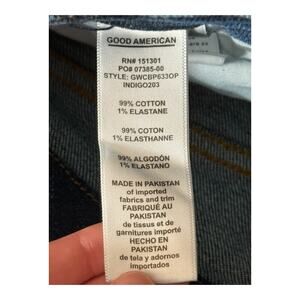 GOOD AMERICAN
RN# 151301
PO# 07385-00
STYLE: GWCBP633OP
INDIGO203
99% COTTON
1% ELASTANE
99% COTON
1% ELASTHANNE
99% ALGODÓN
1% ELASTANO
MADE IN PAKISTAN
of imported
fabrics and trim
FABRIQUÉ AU
PAKISTAN
de tissus et de
garnitures importés
HECHO EN
PAKISTAN
de tela y adornos
importados